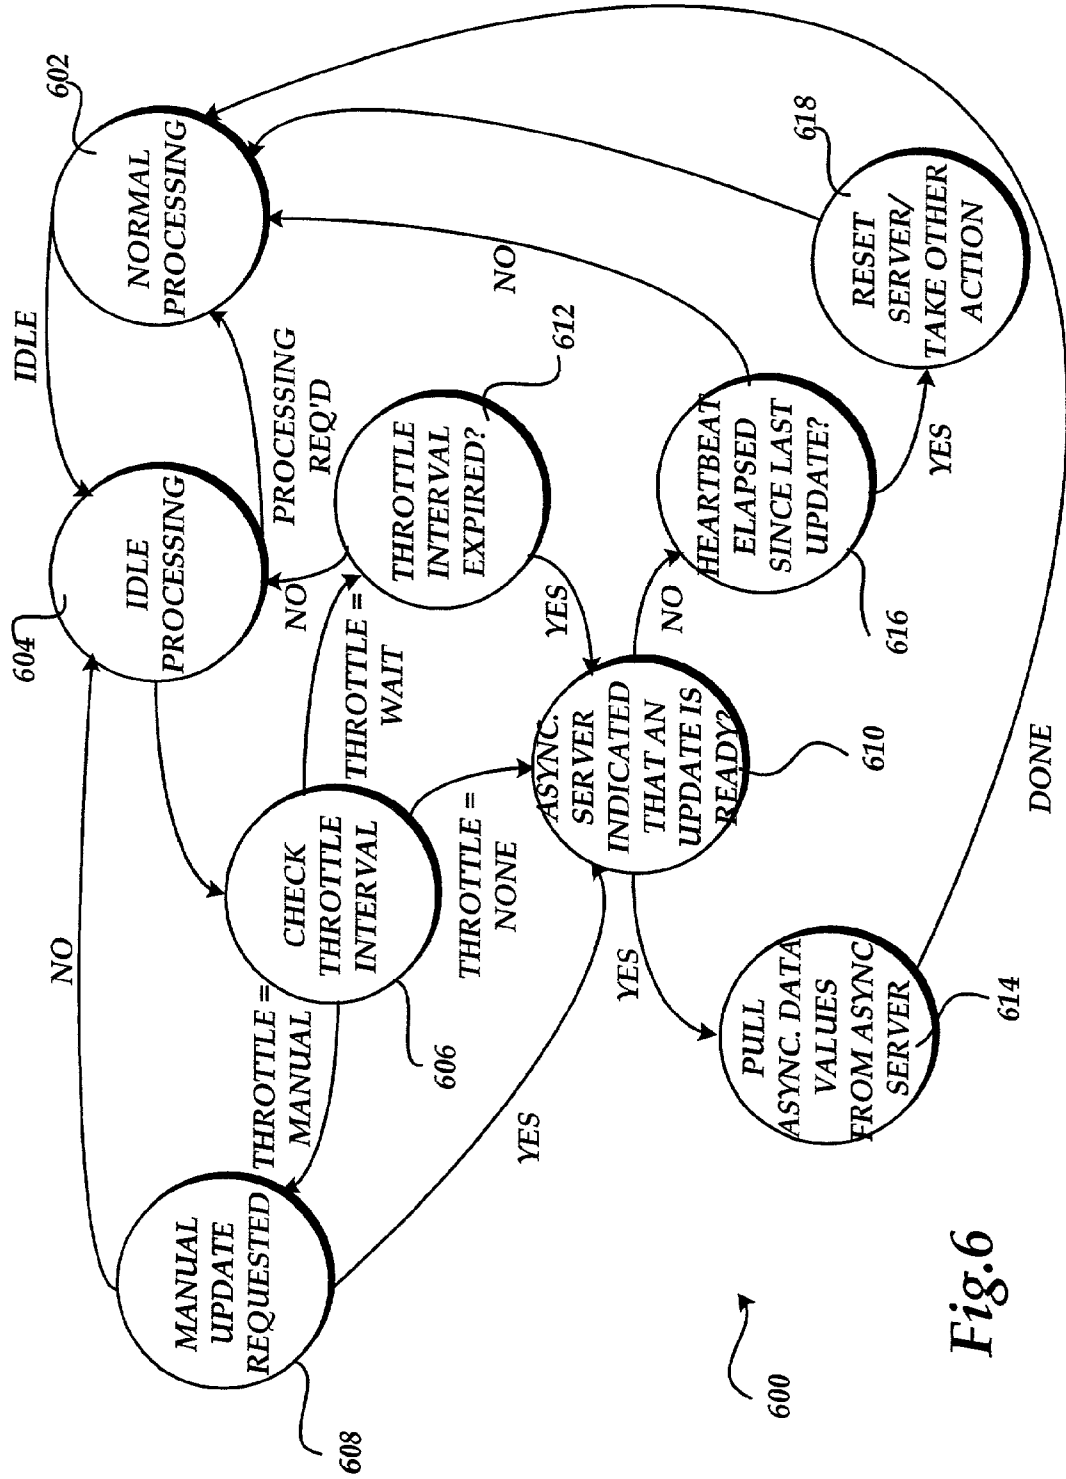 602
NORMAL
PROCESSING
IDLE
604
IDLE
PROCESSING
PROCESSING
REQ'D
NO
608
MANUAL
UPDATE
REQUESTED
NO
THROTTLE =
MANUAL
606
CHECK
THROTTLE
INTERVAL
THROTTLE =
WAIT
THROTTLE =
NONE
612
THROTTLE
INTERVAL
EXPIRED?
YES
YES
610
ASYNC.
SERVER
INDICATED
THAT AN
UPDATE IS
READY?
NO
YES
616
HEARTBEAT
ELAPSED
SINCE LAST
UPDATE?
NO
YES
618
RESET
SERVER/
TAKE OTHER
ACTION
614
PULL
ASYNC. DATA
VALUES
FROM ASYNC
SERVER
DONE
600
Fig.6